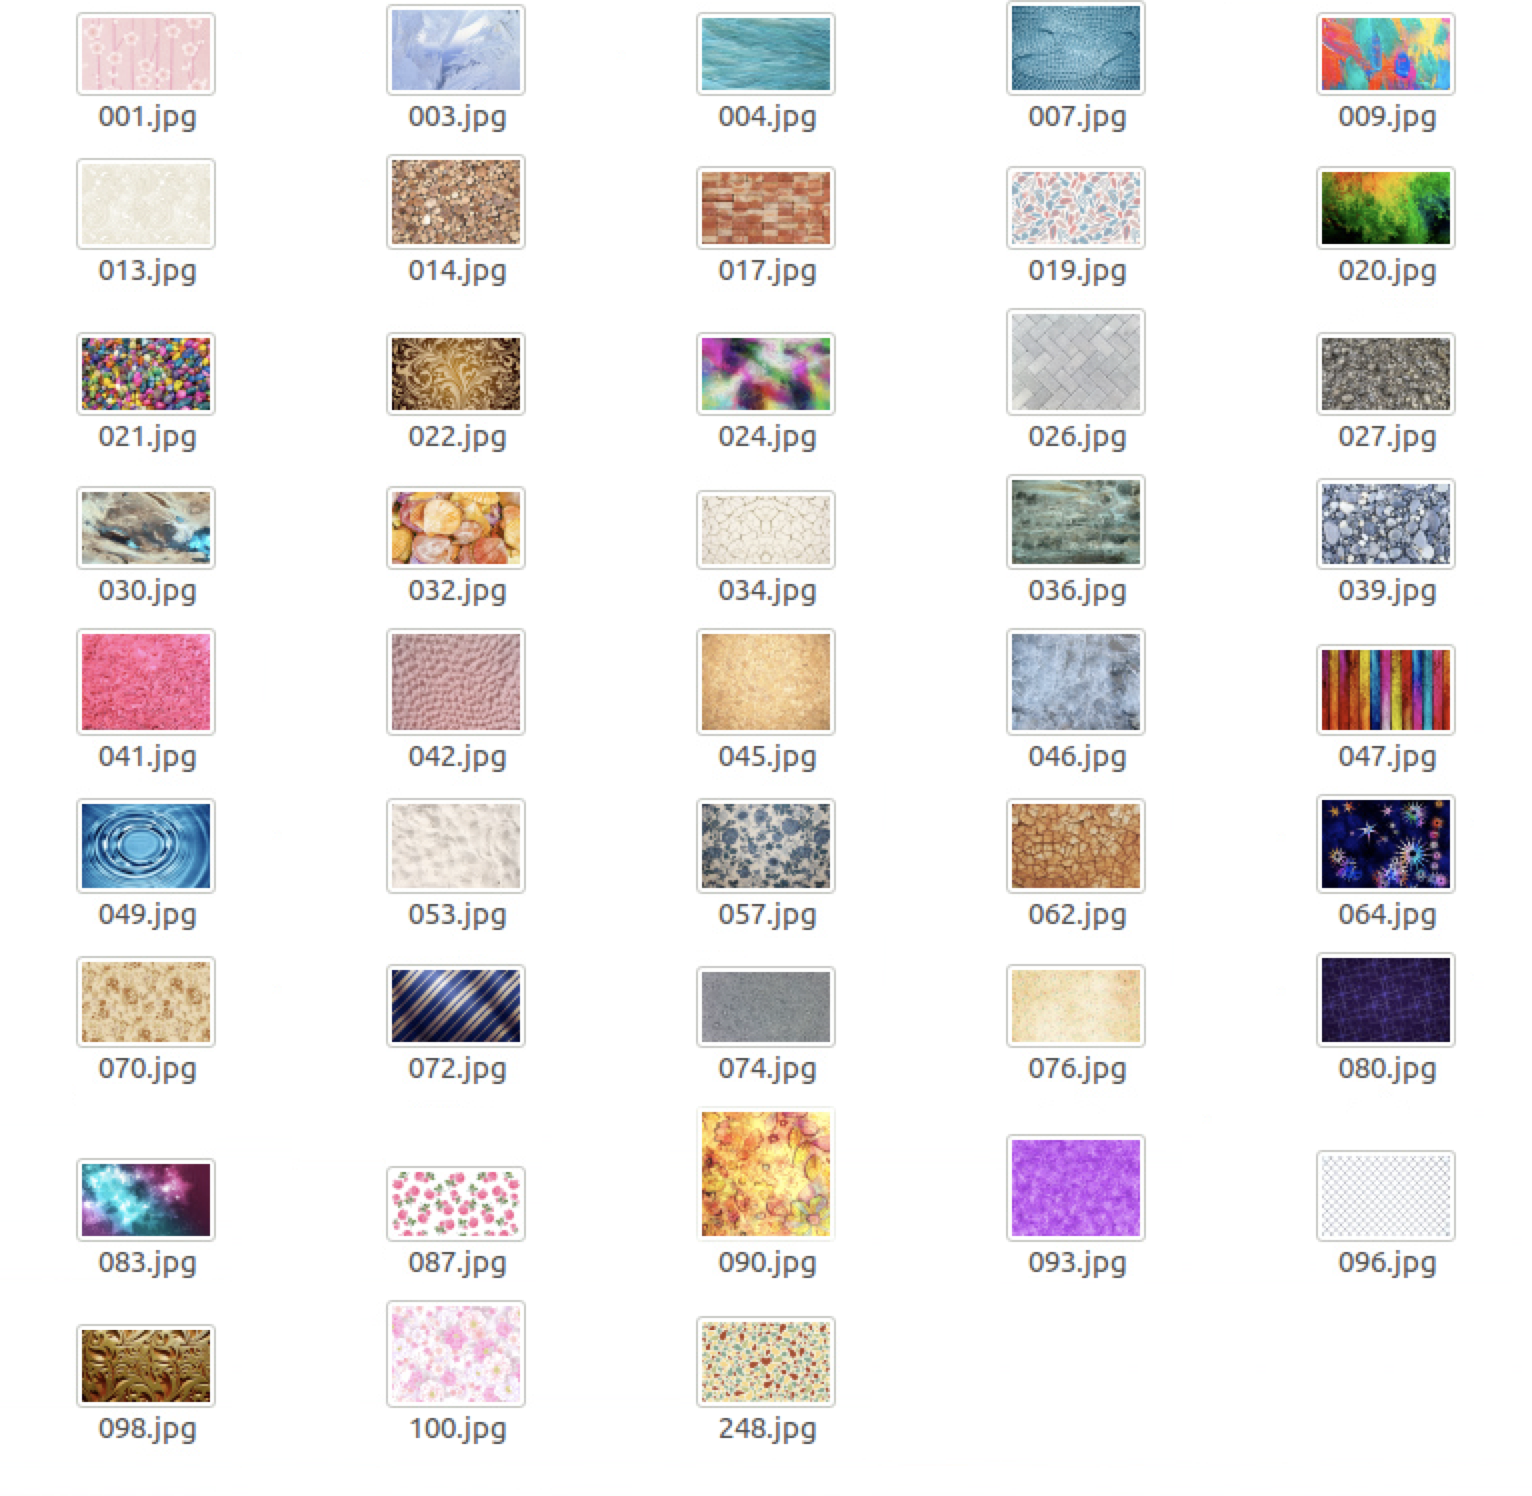 001.jpg 003.jpg 004.jpg 007.jpg 009.jpg
013.jpg 014.jpg 017.jpg 019.jpg 020.jpg
021.jpg 022.jpg 024.jpg 026.jpg 027.jpg
030.jpg 032.jpg 034.jpg 036.jpg 039.jpg
041.jpg 042.jpg 045.jpg 046.jpg 047.jpg
049.jpg 053.jpg 057.jpg 062.jpg 064.jpg
070.jpg 072.jpg 074.jpg 076.jpg 080.jpg
083.jpg 087.jpg 090.jpg 093.jpg 096.jpg
098.jpg 100.jpg 248.jpg